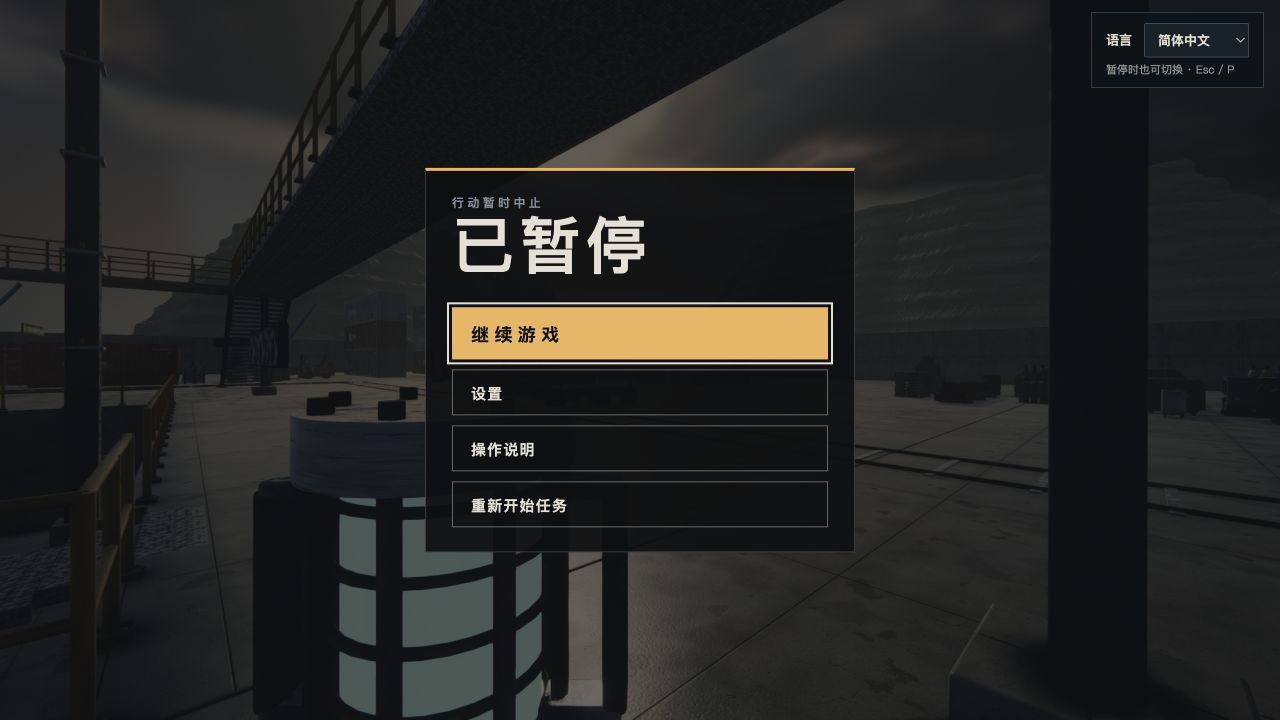 语言 简体中文
暂停时也可切换 · Esc / P
行动暂时中止
已暂停
继续游戏
设置
操作说明
重新开始任务